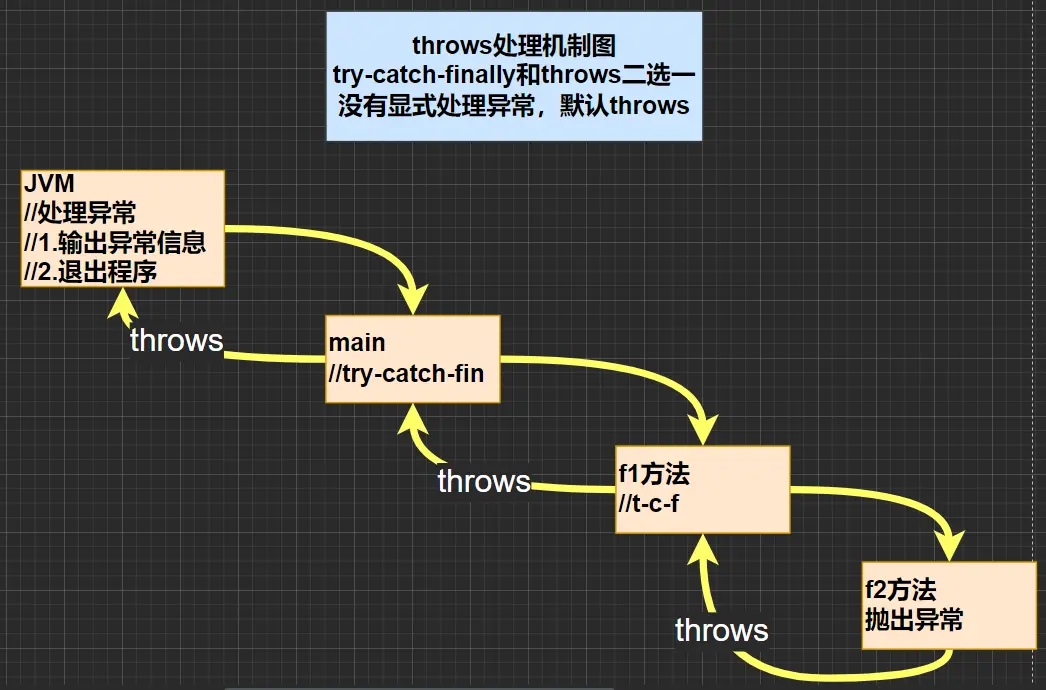 throws处理机制图
try-catch-finally和throws二选一
没有显式处理异常，默认throws
JVM
//处理异常
//1.输出异常信息
//2.退出程序
throws
main
//try-catch-fin
throws
f1方法
//t-c-f
throws
f2方法
抛出异常